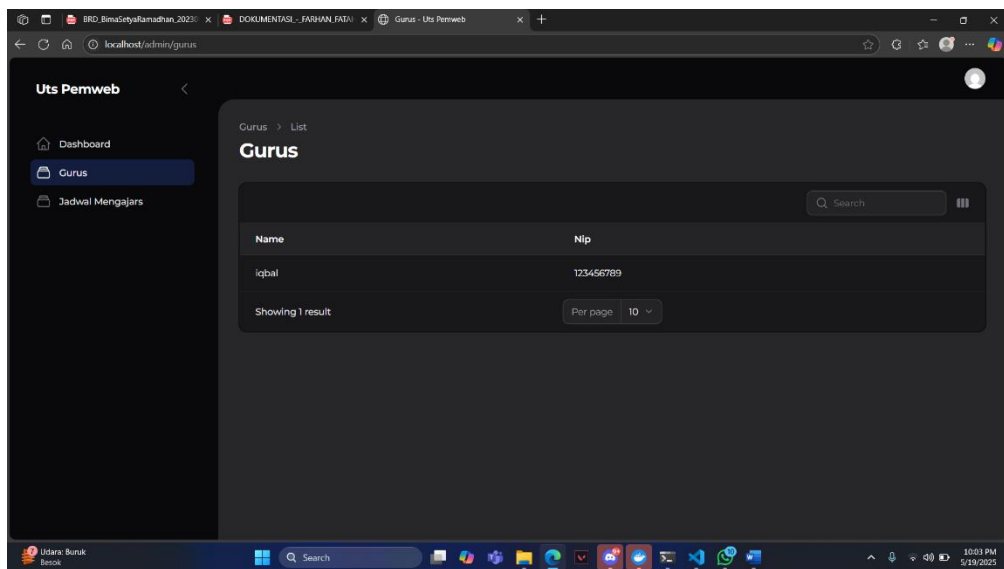 BRD_BimaSetyaRamadhan_2023
DOKUMENTASI_-_FARHAN_FATA
Gurus - Uts Pemweb
localhost/admin/gurus
Uts Pemweb
Dashboard
Gurus
Jadwal Mengajars
Gurus > List
Gurus
Search
Name Nip
iqbal 123456789
Showing 1 result Per page 10
7 Udara: Buruk
Besok
Search
10:03 PM
5/19/2025